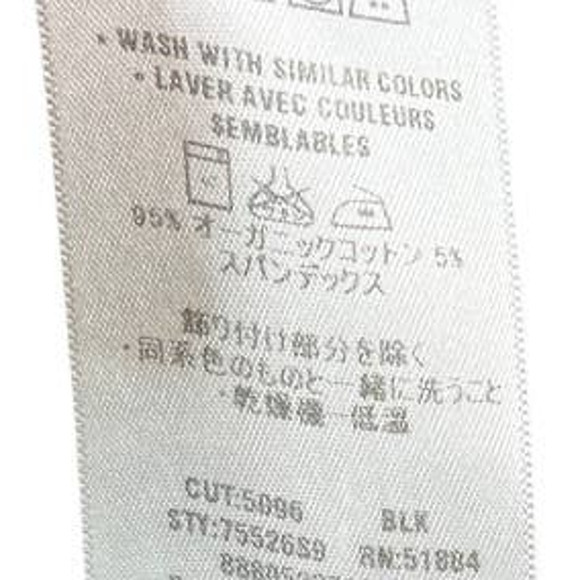 • WASH WITH SIMILAR COLORS
• LAVER AVEC COULEURS
SEMBLABLES
95% オーガニックコットン 5%
スパンデックス
飾り付け部分を除く
・同系色のものと一緒に洗うこと
・乾燥機－低温
CUT:5096 BLK
STY:75526S9 RN:51884